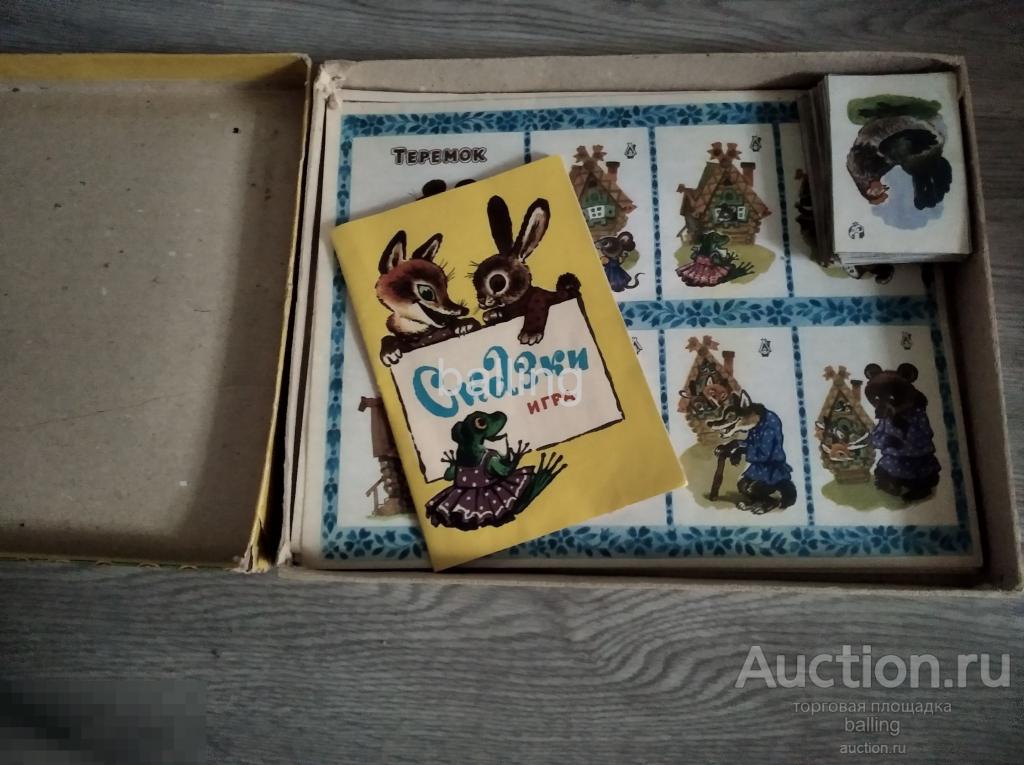 Теремок
Сказки
игра
balling
Auction.ru
торговая площадка
balling
auction.ru